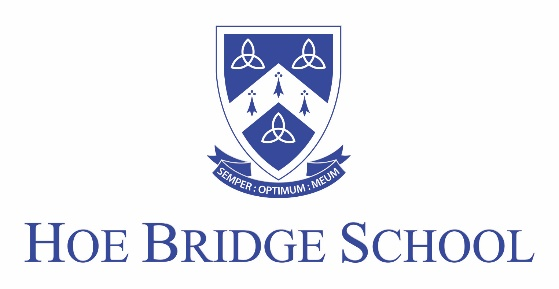 SEMPER : OPTIMUM : MEUM
HOE BRIDGE SCHOOL